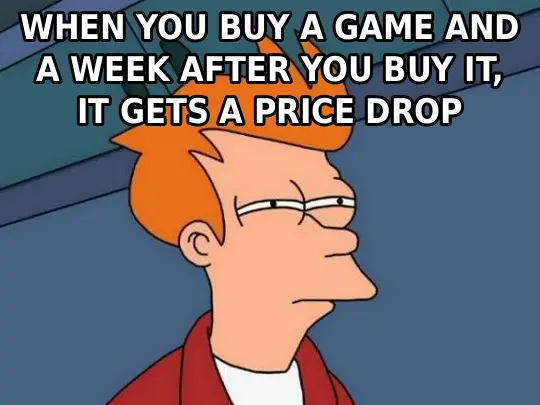 WHEN YOU BUY A GAME AND
A WEEK AFTER YOU BUY IT,
IT GETS A PRICE DROP